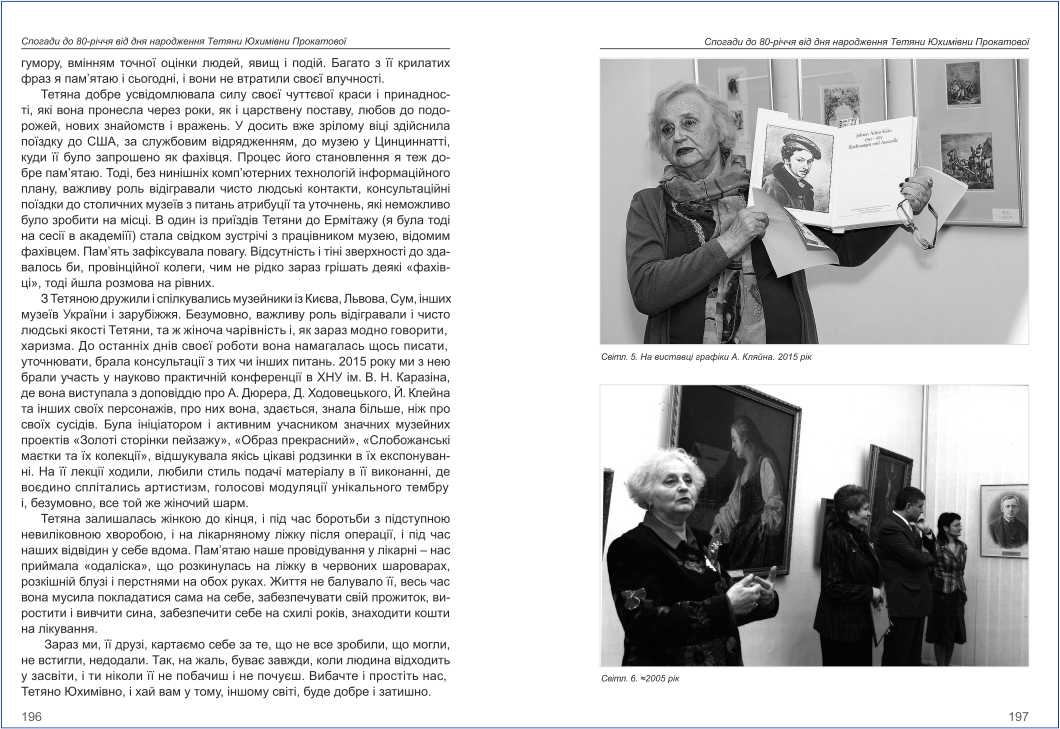 Спогади до 80-річчя від дня народження Тетяни Юхимівни Прокатової
гумору, вмінням точної оцінки людей, явищ і подій. Багато з її крилатих
фраз я пам’ятаю і сьогодні, і вони не втратили своєї влучності.
Тетяна добре усвідомлювала силу своєї чуттєвої краси і принаднос-
ті, які вона пронесла через роки, як і царствену поставу, любов до подо-
рожей, нових знайомств і вражень. У досить вже зрілому віці здійснила
поїздку до США, за службовим відрядженням, до музею у Цинциннатті,
куди її було запрошено як фахівця. Процес його становлення я теж до-
бре пам’ятаю. Тоді, без нинішніх комп’ютерних технологій інформаційного
плану, важливу роль відігравали чисто людські контакти, консультаційні
поїздки до столичних музеїв з питань атрибуції та уточнень, які неможливо
було зробити на місці. В один із приїздів Тетяни до Ермітажу (я була тоді
на сесії в академіїї) стала свідком зустрічі з працівником музею, відомим
фахівцем. Пам’ять зафіксувала повагу. Відсутність і тіні зверхності до зда-
валось би, провінційної колеги, чим не рідко зараз грішать деякі «фахів-
ці», тоді йшла розмова на рівних.
З Тетяною дружили і спілкувались музейники із Києва, Львова, Сум, інших
музеїв України і зарубіжжя. Безумовно, важливу роль відігравали і чисто
людські якості Тетяни, та ж жіноча чарівність і, як зараз модно говорити,
харизма. До останніх днів своєї роботи вона намагалась щось писати,
уточнювати, брала консультації з тих чи інших питань. 2015 року ми з нею
брали участь у науково практичній конференції в ХНУ ім. В. Н. Каразіна,
де вона виступала з доповіддю про А. Дюрера, Д. Ходовецького, Й. Клейна
та інших своїх персонажів, про них вона, здається, знала більше, ніж про
своїх сусідів. Була ініціатором і активним учасником значних музейних
проектів «Золоті сторінки пейзажу», «Образ прекрасний», «Слобожанські
маєтки та їх колекції», відшукувала якісь цікаві родзинки в їх експонуван-
ні. На її лекції ходили, любили стиль подачі матеріалу в її виконанні, де
воєдино сплітались артистизм, голосові модуляції унікального тембру
і, безумовно, все той же жіночий шарм.
Тетяна залишалась жінкою до кінця, і під час боротьби з підступною
невиліковною хворобою, і на лікарняному ліжку після операції, і під час
наших відвідин у себе вдома. Пам’ятаю наше провідування у лікарні – нас
приймала «одаліска», що розкинулась на ліжку в червоних шароварах,
розкішній блузі і перстнями на обох руках. Життя не балувало її, весь час
вона мусила покладатися сама на себе, забезпечувати свій прожиток, ви-
ростити і вивчити сина, забезпечити себе на схилі років, знаходити кошти
на лікування.
Зараз ми, її друзі, картаємо себе за те, що не все зробили, що могли,
не встигли, недодали. Так, на жаль, буває завжди, коли людина відходить
у засвіти, і ти ніколи її не побачиш і не почуєш. Вибачте і простіть нас,
Тетяно Юхимівно, і хай вам у тому, іншому світі, буде добре і затишно.
196
Спогади до 80-річчя від дня народження Тетяни Юхимівни Прокатової
Світл. 5. На виставці графіки А. Кляйна. 2015 рік
Світл. 6. ≈2005 рік
197